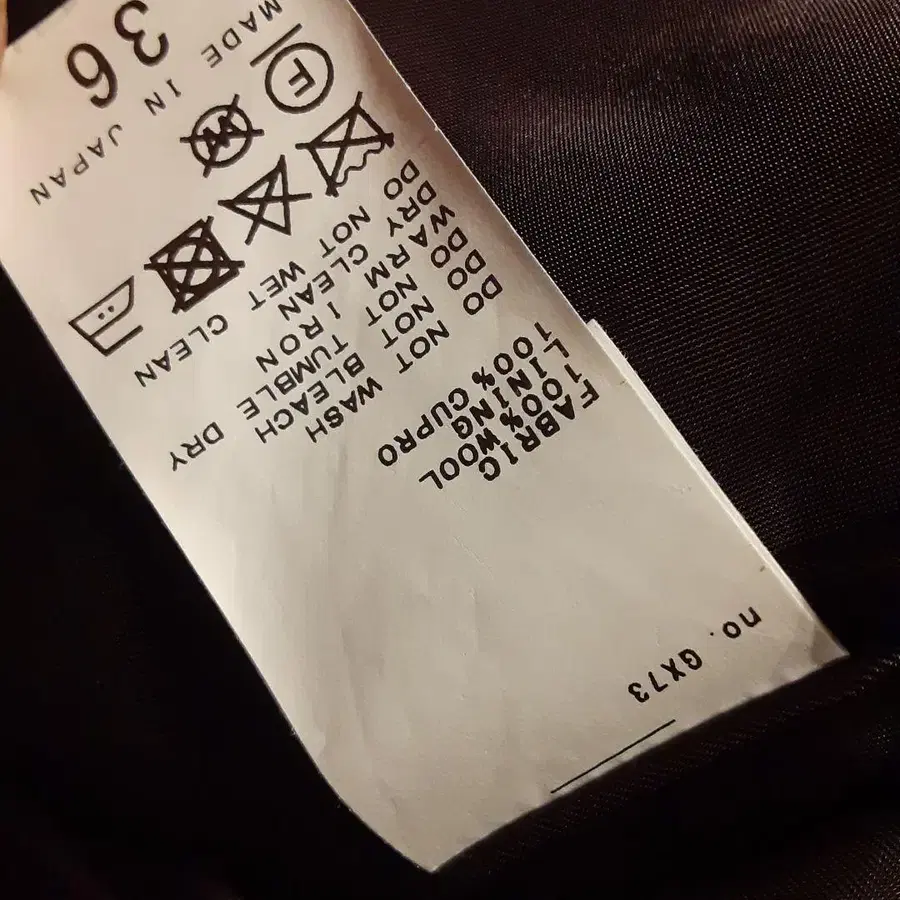 no. GX73
FABRIC
100% WOOL
LINING
100% CUPRO
DO NOT WASH
DO NOT BLEACH
DO NOT TUMBLE DRY
WARM IRON
DRY CLEAN
DO NOT WET CLEAN
F W
MADE IN JAPAN
36